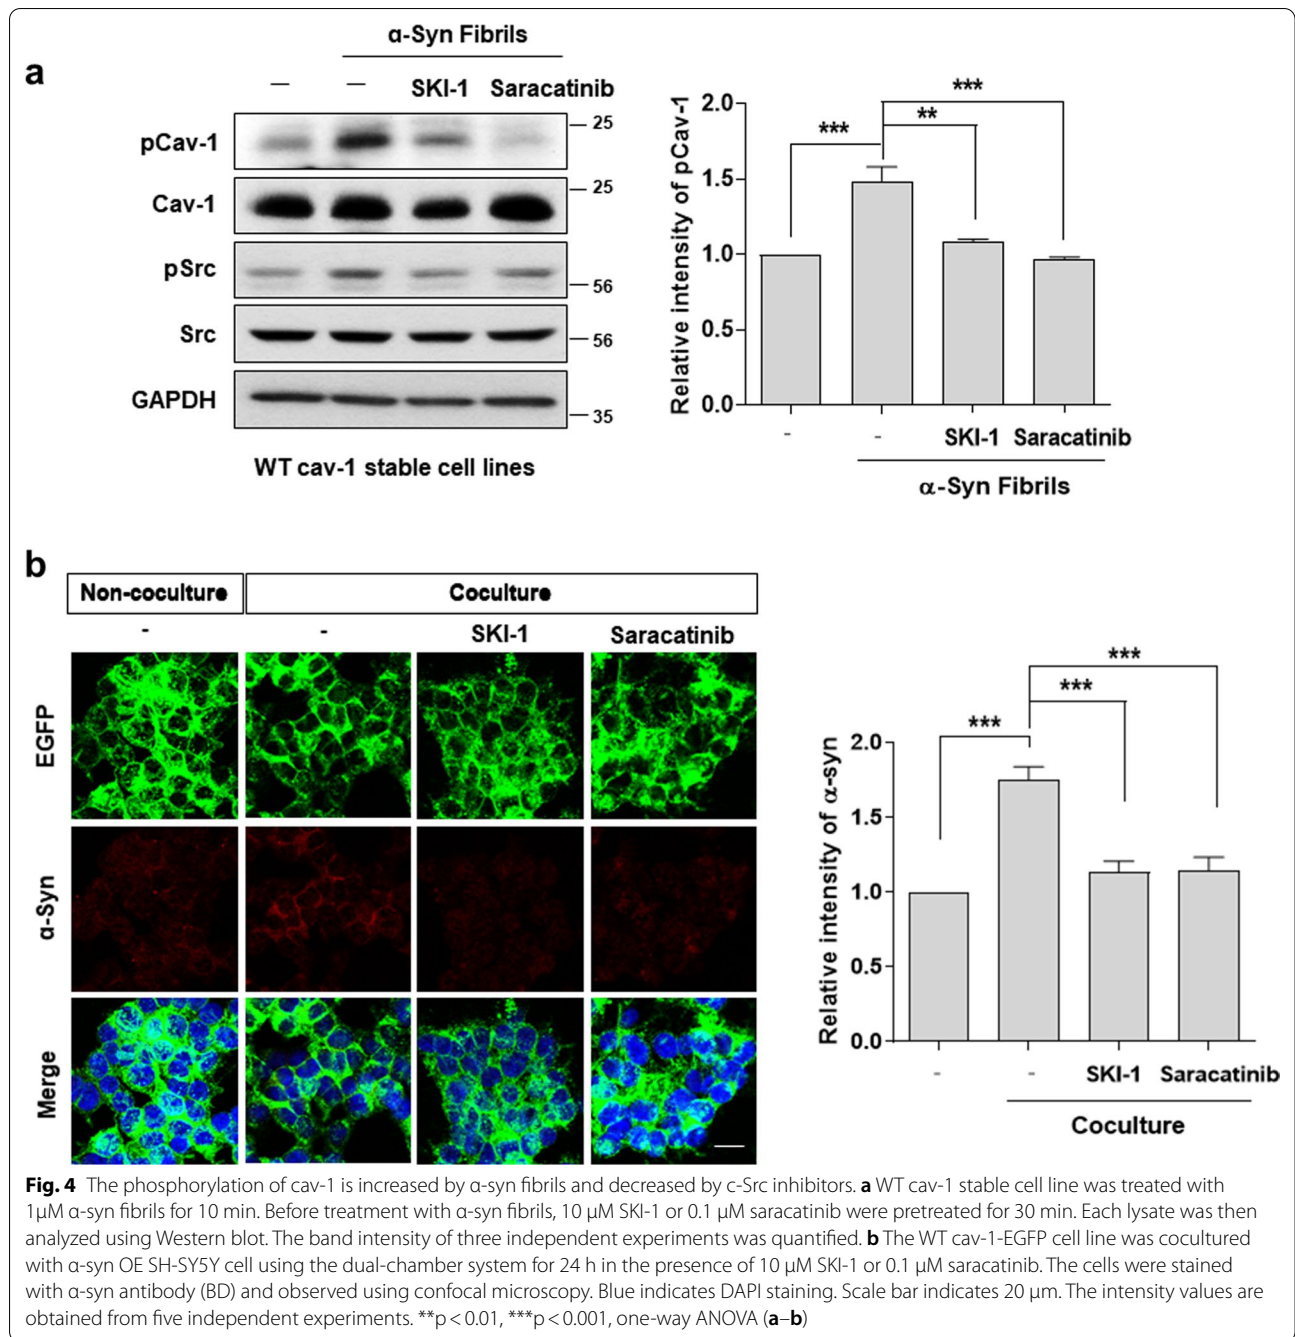 a
α-Syn Fibrils
— — SKI-1 Saracatinib
pCav-1
25
Cav-1
25
pSrc
56
Src
56
GAPDH
35
WT cav-1 stable cell lines
Relative intensity of pCav-1
2.0
1.5
1.0
0.5
0.0
***
**
***
- - SKI-1 Saracatinib
α-Syn Fibrils
b
Non-coculture Coculture
- - SKI-1 Saracatinib
EGFP
α-Syn
Merge
Relative intensity of α-syn
2.0
1.5
1.0
0.5
0.0
***
***
***
- - SKI-1 Saracatinib
Coculture
Fig. 4 The phosphorylation of cav-1 is increased by α-syn fibrils and decreased by c-Src inhibitors. a WT cav-1 stable cell line was treated with
1μM α-syn fibrils for 10 min. Before treatment with α-syn fibrils, 10 μM SKI-1 or 0.1 μM saracatinib were pretreated for 30 min. Each lysate was then
analyzed using Western blot. The band intensity of three independent experiments was quantified. b The WT cav-1-EGFP cell line was cocultured
with α-syn OE SH-SY5Y cell using the dual-chamber system for 24 h in the presence of 10 μM SKI-1 or 0.1 μM saracatinib. The cells were stained
with α-syn antibody (BD) and observed using confocal microscopy. Blue indicates DAPI staining. Scale bar indicates 20 μm. The intensity values are
obtained from five independent experiments. **p < 0.01, ***p < 0.001, one-way ANOVA (a–b)